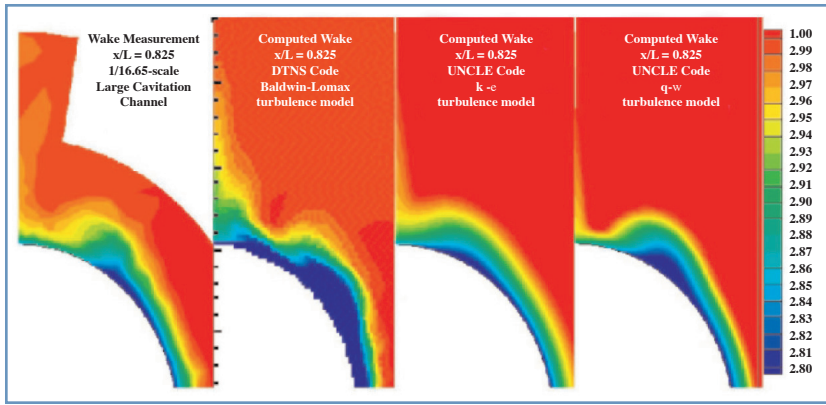 Wake Measurement
x/L = 0.825
1/16.65-scale
Large Cavitation
Channel
Computed Wake
x/L = 0.825
DTNS Code
Baldwin-Lomax
turbulence model
Computed Wake
x/L = 0.825
UNCLE Code
k -e
turbulence model
Computed Wake
x/L = 0.825
UNCLE Code
q-w
turbulence model
1.00
2.99
2.98
2.97
2.96
2.95
2.94
2.93
2.92
2.91
2.90
2.89
2.88
2.87
2.86
2.85
2.84
2.83
2.82
2.81
2.80